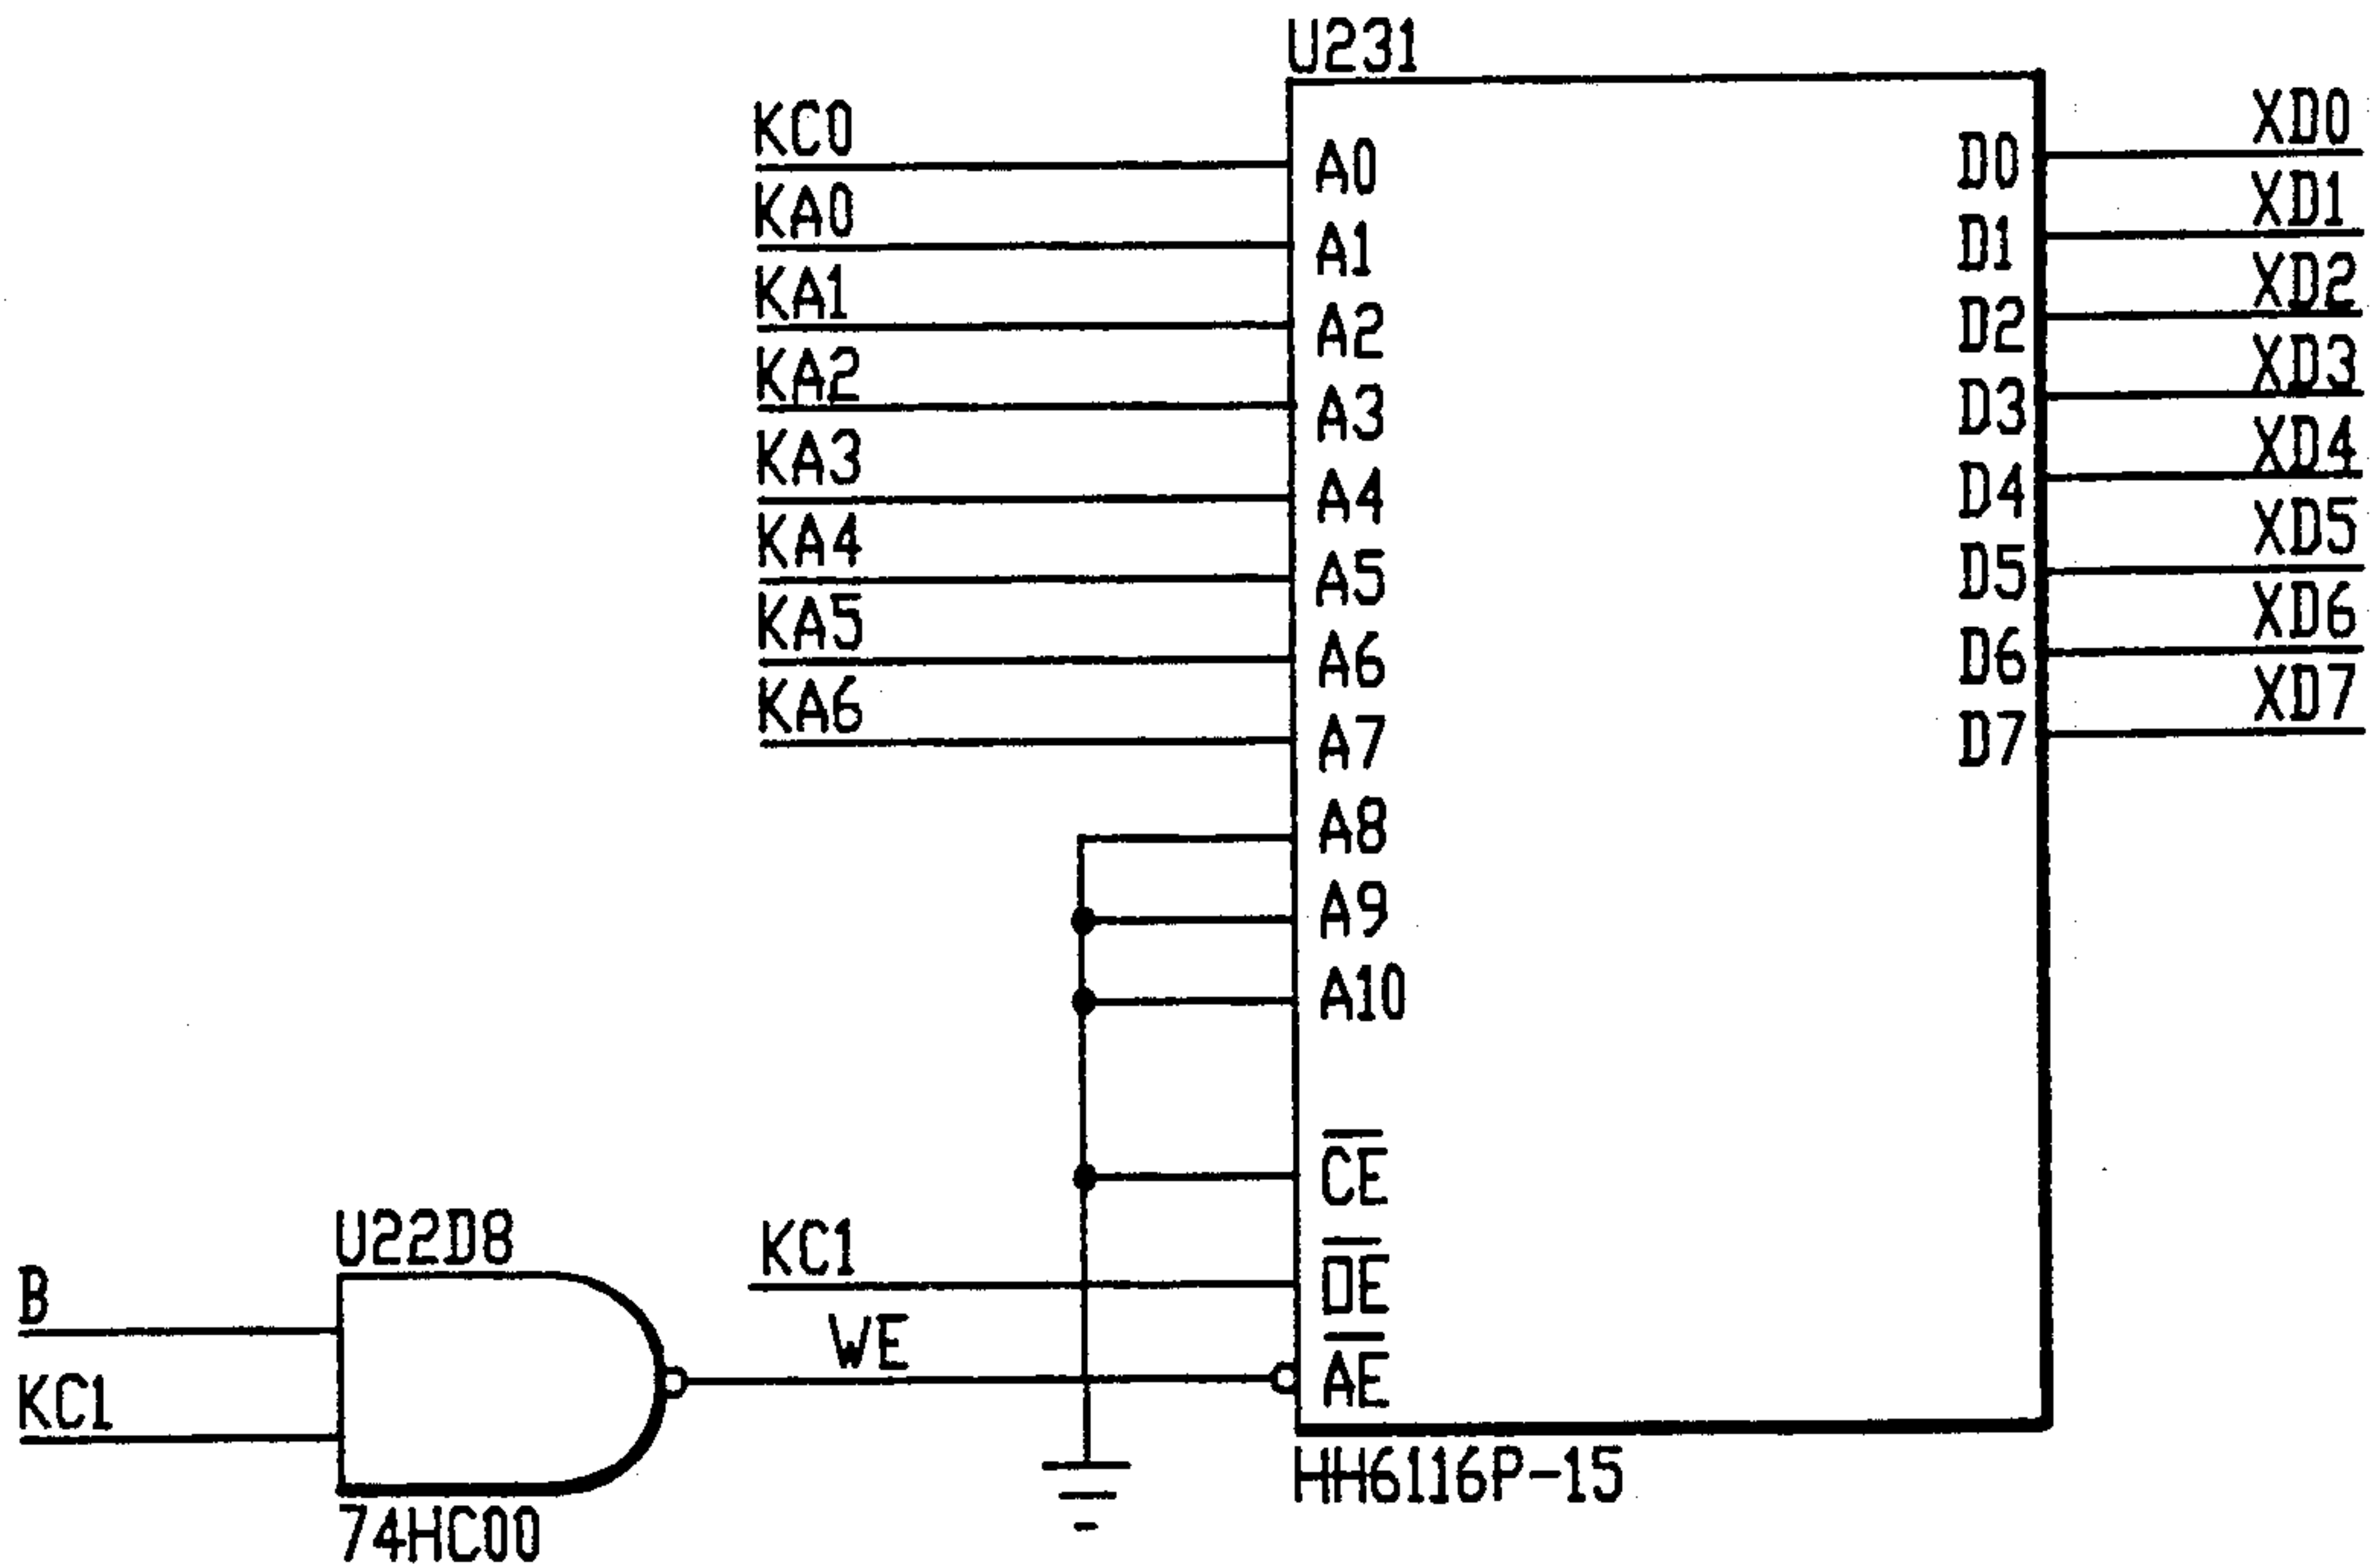 U231
KC0
KA0
KA1
KA2
KA3
KA4
KA5
KA6
A0
A1
A2
A3
A4
A5
A6
A7
A8
A9
A10
CE
OE
AE
D0
D1
D2
D3
D4
D5
D6
D7
XD0
XD1
XD2
XD3
XD4
XD5
XD6
XD7
HH6116P-15
KC1
WE
U22D8
B
KC1
74HC00